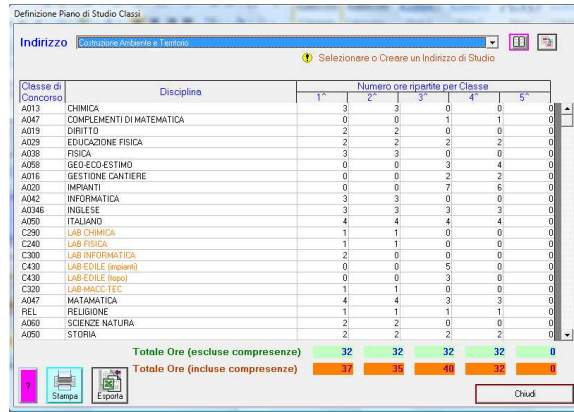 Definizione Piano di Studio Classi
Indirizzo Costruzione Ambiente e Territorio
Selezionare o Creare un Indirizzo di Studio
Classe di Concorso Disciplina Numero ore ripartite per Classe
1^ 2^ 3^ 4^ 5^
A013 CHIMICA 3 3 0 0 0
A047 COMPLEMENTI DI MATEMATICA 0 0 1 1 0
A019 DIRITTO 2 2 0 0 0
A029 EDUCAZIONE FISICA 2 2 2 2 0
A038 FISICA 3 3 0 0 0
A058 GEO-ECO-ESTIMO 0 0 3 4 0
A016 GESTIONE CANTIERE 0 0 2 2 0
A020 IMPIANTI 0 0 7 6 0
A042 INFORMATICA 3 3 0 0 0
A0346 INGLESE 3 3 3 3 0
A050 ITALIANO 4 4 4 4 0
C290 LAB CHIMICA 1 1 0 0 0
C240 LAB FISICA 1 1 0 0 0
C300 LAB INFORMATICA 2 0 0 0 0
C430 LAB-EDILE (impianti) 0 0 5 0 0
C430 LAB-EDILE (topo) 0 0 3 0 0
C320 LAB-MACC-TEC 1 1 0 0 0
A047 MATAMATICA 4 4 3 3 0
REL RELIGIONE 1 1 1 1 0
A060 SCIENZE NATURA 2 2 0 0 0
A050 STORIA 2 2 2 2 0
Totale Ore (escluse compresenze) 32 32 32 32 0
Totale Ore (incluse compresenze) 37 35 40 32 0
? Stampa Esporta Chiudi